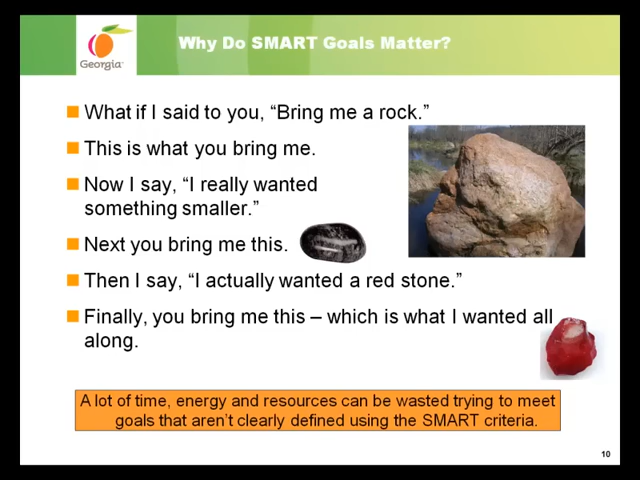 Georgia
Why Do SMART Goals Matter?
What if I said to you, “Bring me a rock.”
This is what you bring me.
Now I say, “I really wanted
something smaller.”
Next you bring me this.
Then I say, “I actually wanted a red stone.”
Finally, you bring me this – which is what I wanted all
along.
A lot of time, energy and resources can be wasted trying to meet
goals that aren’t clearly defined using the SMART criteria.
10